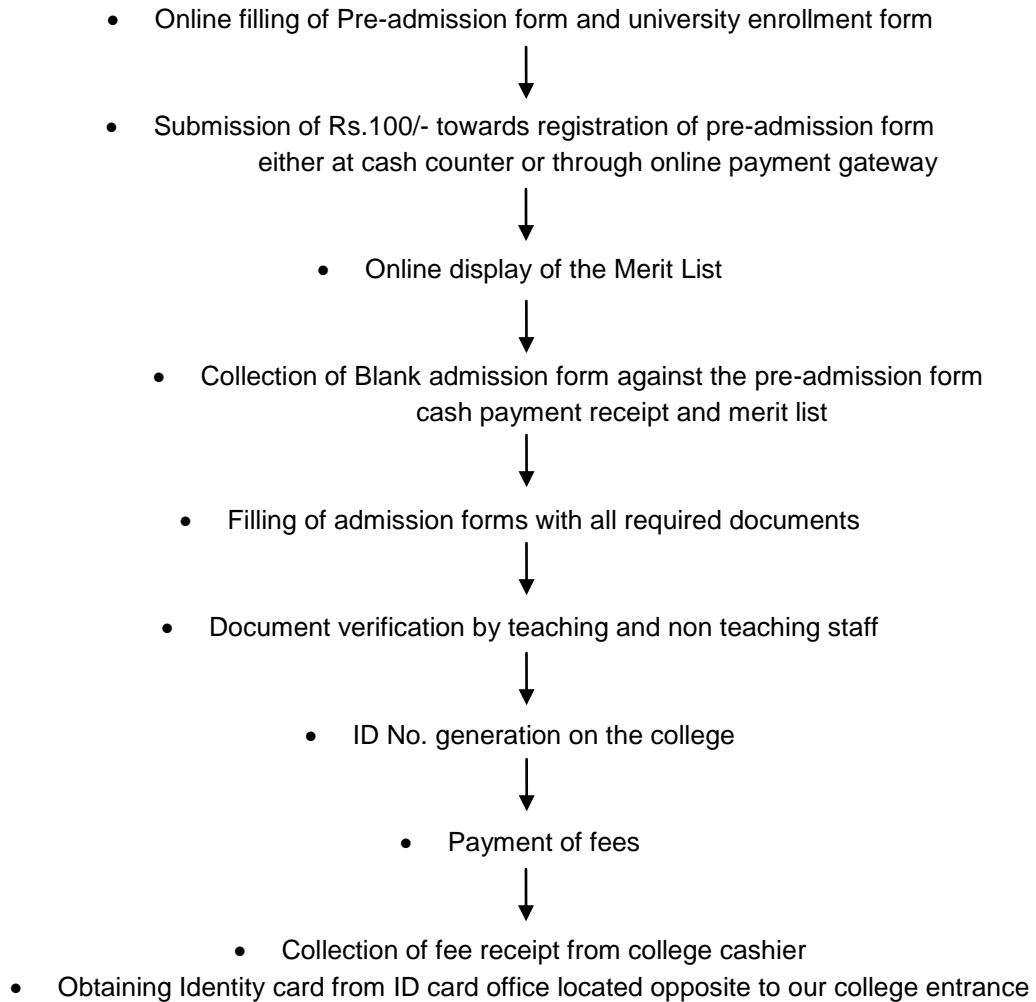 • Online filling of Pre-admission form and university enrollment form
• Submission of Rs.100/- towards registration of pre-admission form
either at cash counter or through online payment gateway
• Online display of the Merit List
• Collection of Blank admission form against the pre-admission form
cash payment receipt and merit list
• Filling of admission forms with all required documents
• Document verification by teaching and non teaching staff
• ID No. generation on the college
• Payment of fees
• Collection of fee receipt from college cashier
• Obtaining Identity card from ID card office located opposite to our college entrance